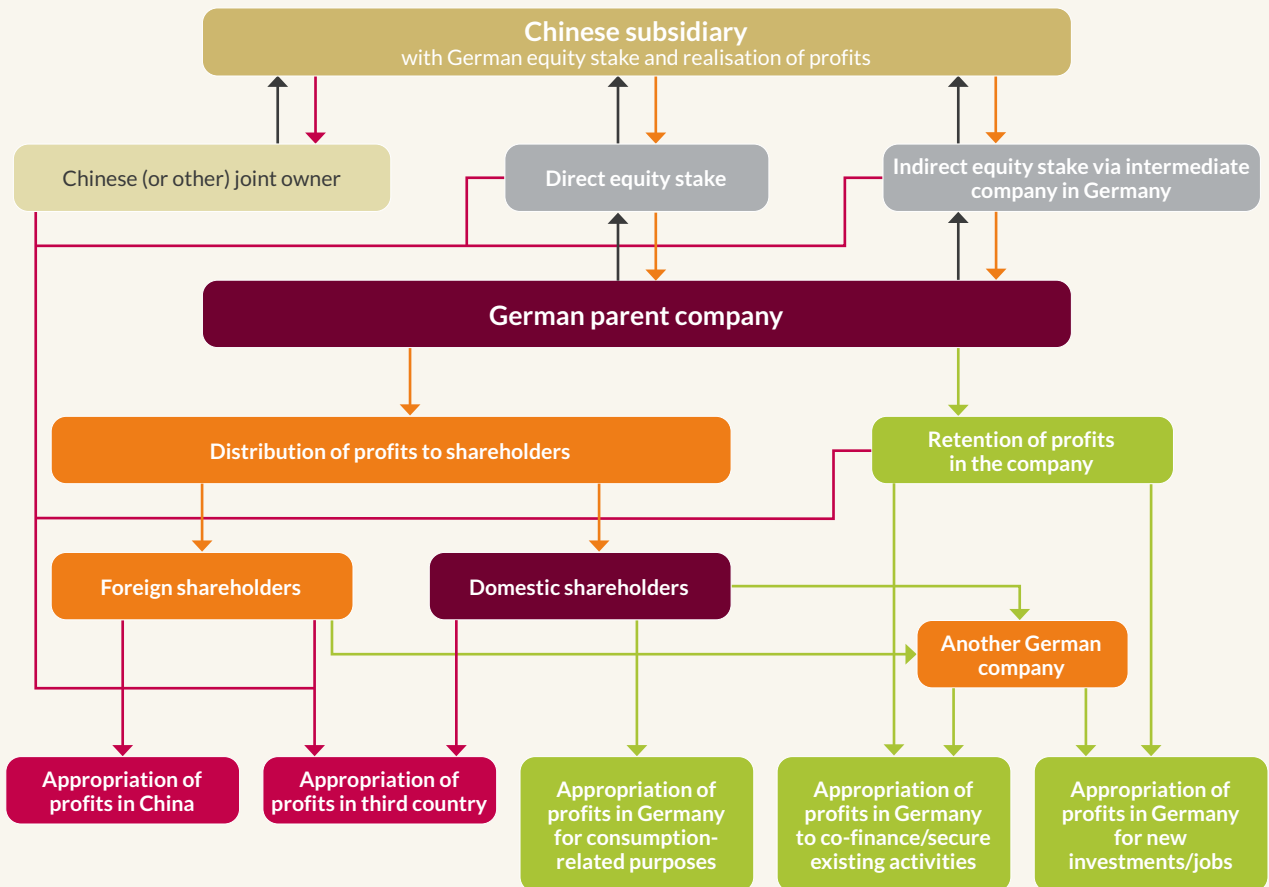 Chinese subsidiary
with German equity stake and realisation of profits
Chinese (or other) joint owner
Direct equity stake
Indirect equity stake via intermediate
company in Germany
German parent company
Distribution of profits to shareholders
Retention of profits
in the company
Foreign shareholders
Domestic shareholders
Another German
company
Appropriation of
profits in China
Appropriation of
profits in third country
Appropriation of
profits in Germany
for consumption-
related purposes
Appropriation of
profits in Germany
to co-finance/secure
existing activities
Appropriation of
profits in Germany
for new
investments/jobs